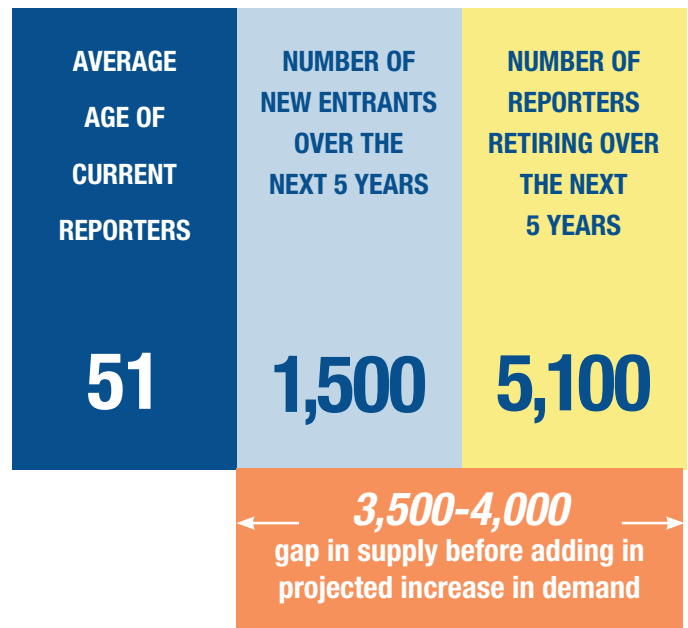 AVERAGE
AGE OF
CURRENT
REPORTERS
51
NUMBER OF
NEW ENTRANTS
OVER THE
NEXT 5 YEARS
1,500
NUMBER OF
REPORTERS
RETIRING OVER
THE NEXT
5 YEARS
5,100
3,500-4,000
gap in supply before adding in
projected increase in demand